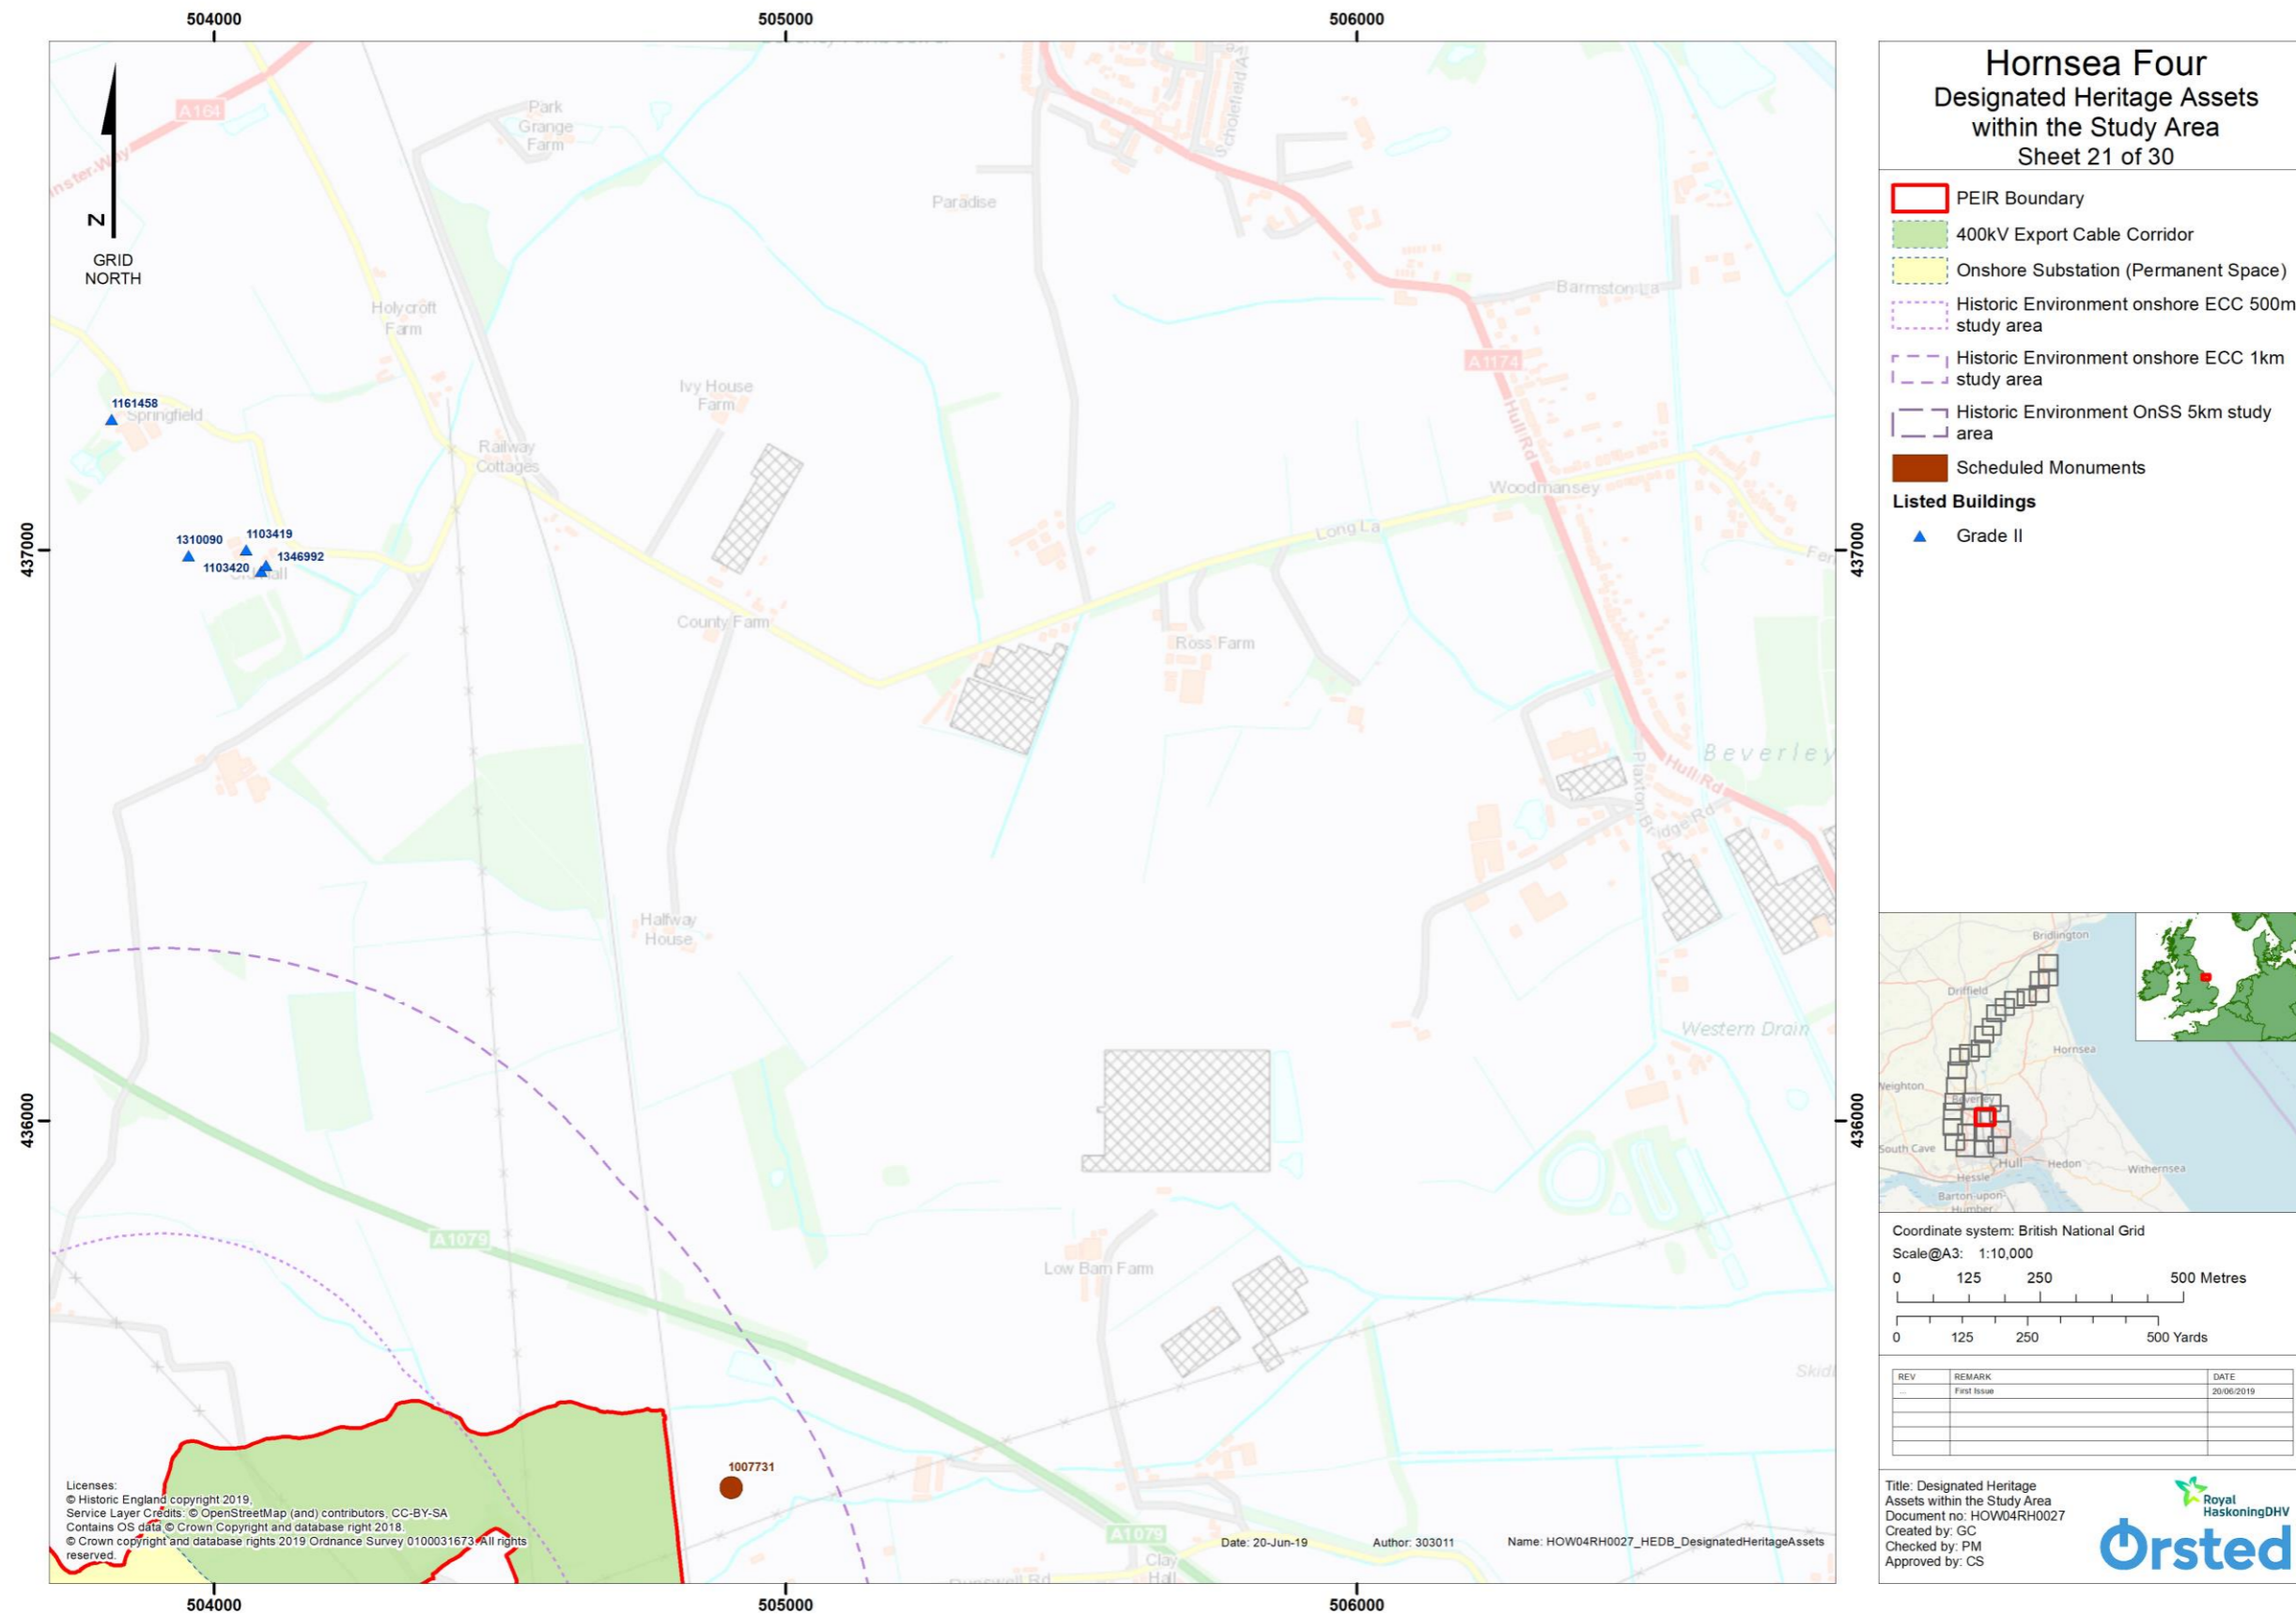 504000
505000
506000
Hornsea Four
Designated Heritage Assets
within the Study Area
Sheet 21 of 30
PEIR Boundary
400kV Export Cable Corridor
Onshore Substation (Permanent Space)
Historic Environment onshore ECC 500m
study area
Historic Environment onshore ECC 1km
study area
Historic Environment OnSS 5km study
area
Scheduled Monuments
Listed Buildings
Grade II
A164
Park
Grange
Farm
Paradise
N
GRID
NORTH
Holycroft
Farm
Barmston La
A1174
Hull Rd
Ivy House
Farm
1161458
Springfield
Railway
Cottages
Woodmansey
Long La
437000
437000
1310090
1103419
1346992
1103420
County Farm
Ross Farm
Beverley
Plaxton Bridge Rd
Hull Rd
Halfway
House
Western Drain
436000
436000
A1079
Low Barn Farm
1007731
A1079
Clay
Hall
Dunswell Rd
Licenses:
© Historic England copyright 2019,
Service Layer Credits: © OpenStreetMap (and) contributors, CC-BY-SA
Contains OS data © Crown Copyright and database right 2018.
© Crown copyright and database rights 2019 Ordnance Survey 0100031673. All rights
reserved.
Date: 20-Jun-19
Author: 303011
Name: HOW04RH0027_HEDB_DesignatedHeritageAssets
504000
505000
506000
Bridlington
Driffield
Hornsea
Weighton
Beverley
South Cave
Hull
Hedon
Withernsea
Hessle
Barton-upon-
Humber
Coordinate system: British National Grid
Scale@A3: 1:10,000
0 125 250 500 Metres
0 125 250 500 Yards
REV REMARK DATE
... First Issue 20/06/2019
Title: Designated Heritage
Assets within the Study Area
Document no: HOW04RH0027
Created by: GC
Checked by: PM
Approved by: CS
Royal
HaskoningDHV
Ørsted